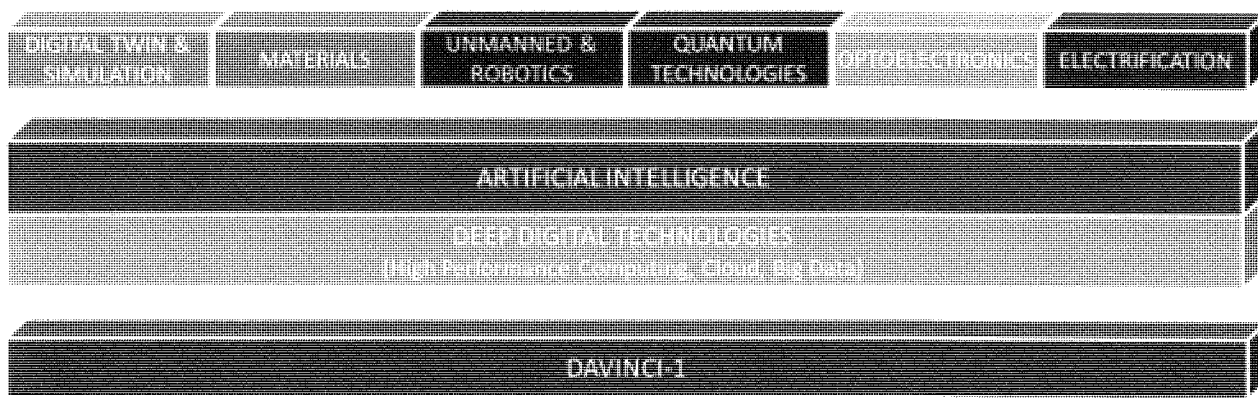 DIGITAL TWIN &
SIMULATION
MATERIALS
UNMANNED &
ROBOTICS
QUANTUM
TECHNOLOGIES
OPTOELECTRONICS
ELECTRIFICATION
ARTIFICIAL INTELLIGENCE
DEEP DIGITAL TECHNOLOGIES
(High Performance Computing, Cloud, Big Data)
DAVINCI-1